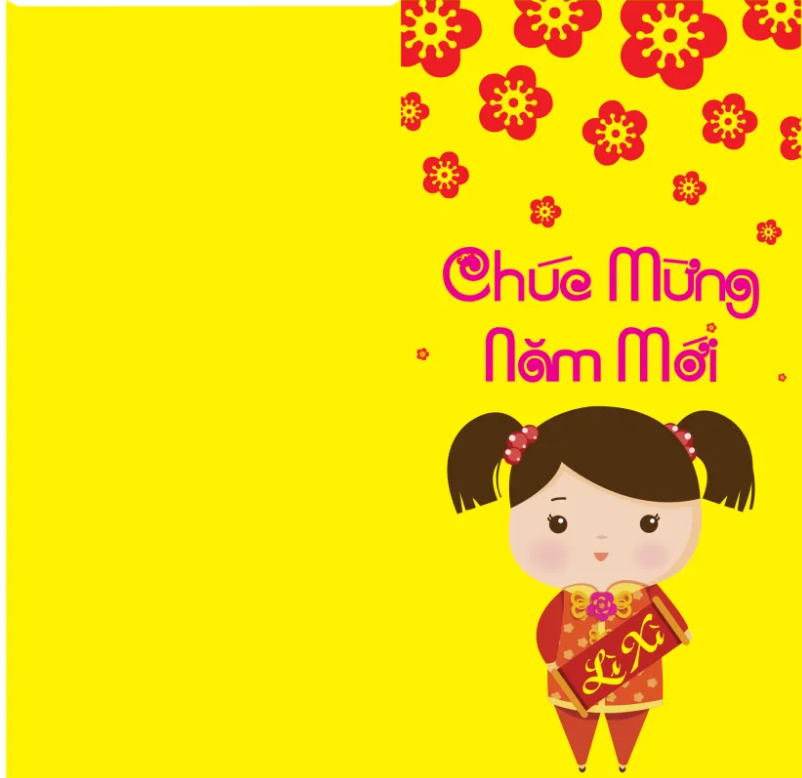 Chúc Mừng
Năm Mới
Lì Xì